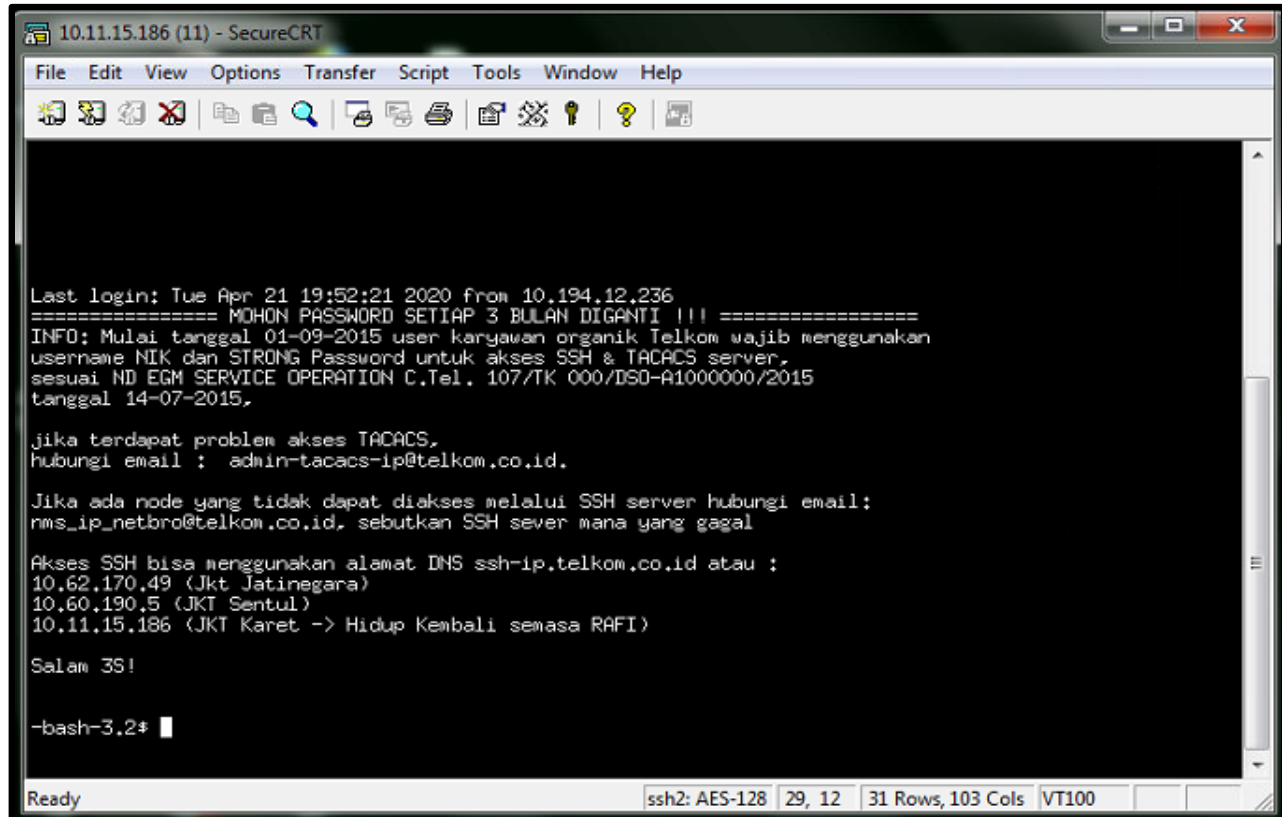 10.11.15.186 (11) - SecureCRT
File Edit View Options Transfer Script Tools Window Help
Last login: Tue Apr 21 19:52:21 2020 from 10.194.12.236
================ MOHON PASSWORD SETIAP 3 BULAN DIGANTI !!! =================
INFO: Mulai tanggal 01-09-2015 user karyawan organik Telkom wajib menggunakan
username NIK dan STRONG Password untuk akses SSH & TACACS server,
sesuai ND EGM SERVICE OPERATION C.Tel. 107/TK 000/DSO-A1000000/2015
tanggal 14-07-2015,
jika terdapat problem akses TACACS,
hubungi email :  admin-tacacs-ip@telkom.co.id.
Jika ada node yang tidak dapat diakses melalui SSH server hubungi email:
nms_ip_netbro@telkom.co.id, sebutkan SSH sever mana yang gagal
Akses SSH bisa menggunakan alamat DNS ssh-ip.telkom.co.id atau :
10.62.170.49 (Jkt Jatinegara)
10.60.190.5 (JKT Sentul)
10.11.15.186 (JKT Karet -> Hidup Kembali semasa RAFI)
Salam 3S!
-bash-3.2$
Ready ssh2: AES-128 29, 12 31 Rows, 103 Cols VT100